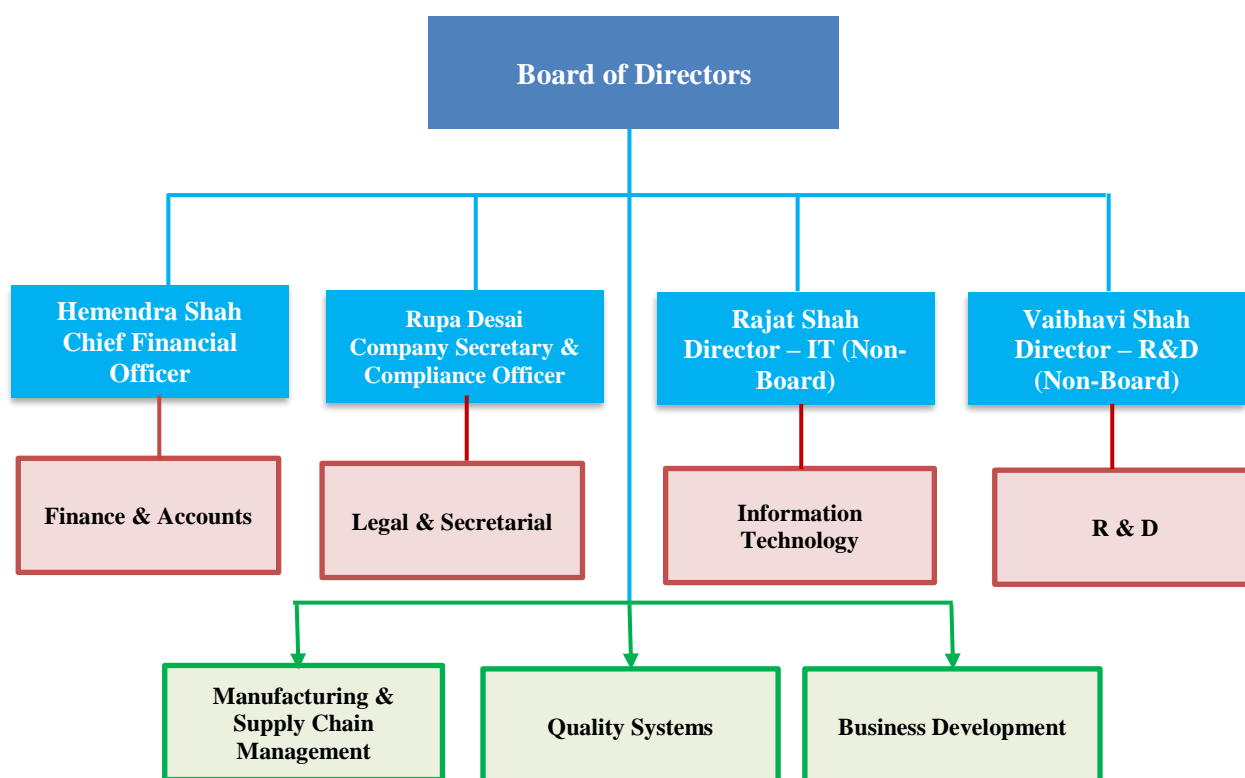 Board of Directors
Hemendra Shah
Chief Financial
Officer
Rupa Desai
Company Secretary &
Compliance Officer
Rajat Shah
Director – IT (Non-
Board)
Vaibhavi Shah
Director – R&D
(Non-Board)
Finance & Accounts
Legal & Secretarial
Information
Technology
R & D
Manufacturing &
Supply Chain
Management
Quality Systems
Business Development